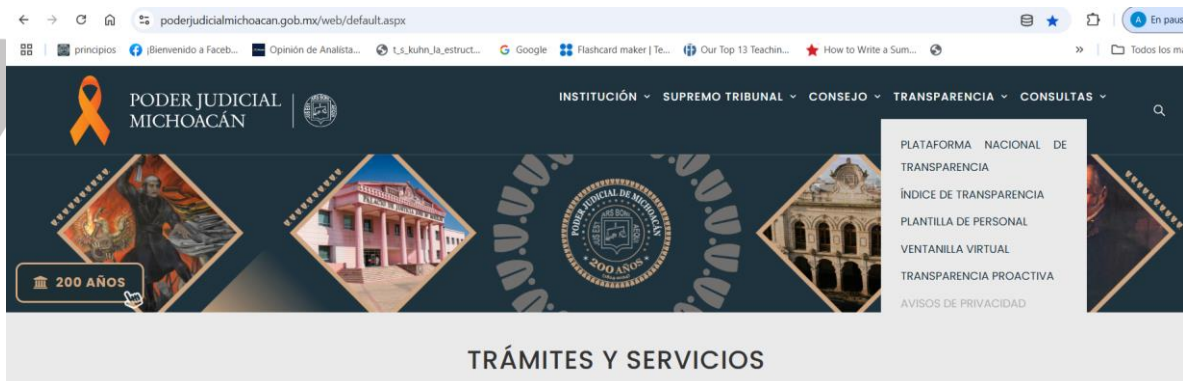 poderjudicialmichoacan.gob.mx/web/default.aspx
En paus
principios
¡Bienvenido a Faceb...
Opinión de Analista...
t_s_kuhn_la_estruct...
Google
Flashcard maker | Te...
Our Top 13 Teachin...
How to Write a Sum...
»
Todos los ma
PODER JUDICIAL
MICHOACÁN
INSTITUCIÓN
SUPREMO TRIBUNAL
CONSEJO
TRANSPARENCIA
CONSULTAS
PLATAFORMA NACIONAL DE
TRANSPARENCIA
ÍNDICE DE TRANSPARENCIA
PLANTILLA DE PERSONAL
VENTANILLA VIRTUAL
TRANSPARENCIA PROACTIVA
AVISOS DE PRIVACIDAD
PODER JUDICIAL DE MICHOACÁN
200 AÑOS
200 AÑOS
TRÁMITES Y SERVICIOS